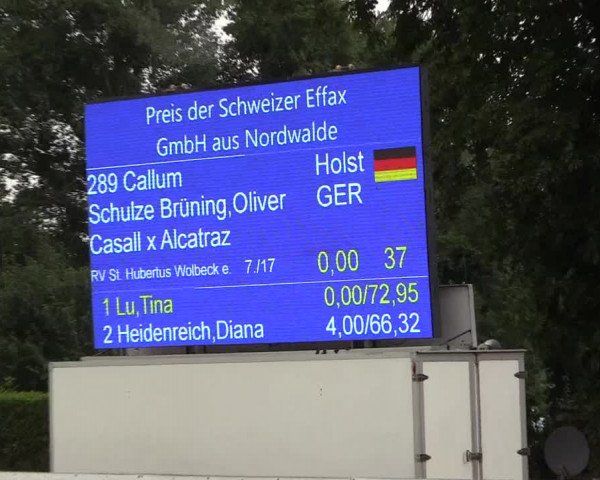 Preis der Schweizer Effax
GmbH aus Nordwalde
289 Callum Holst
Schulze Brüning,Oliver GER
Casall x Alcatraz
RV St. Hubertus Wolbeck e. 7./17 0,00 37
1 Lu,Tina 0,00/72,95
2 Heidenreich,Diana 4,00/66,32